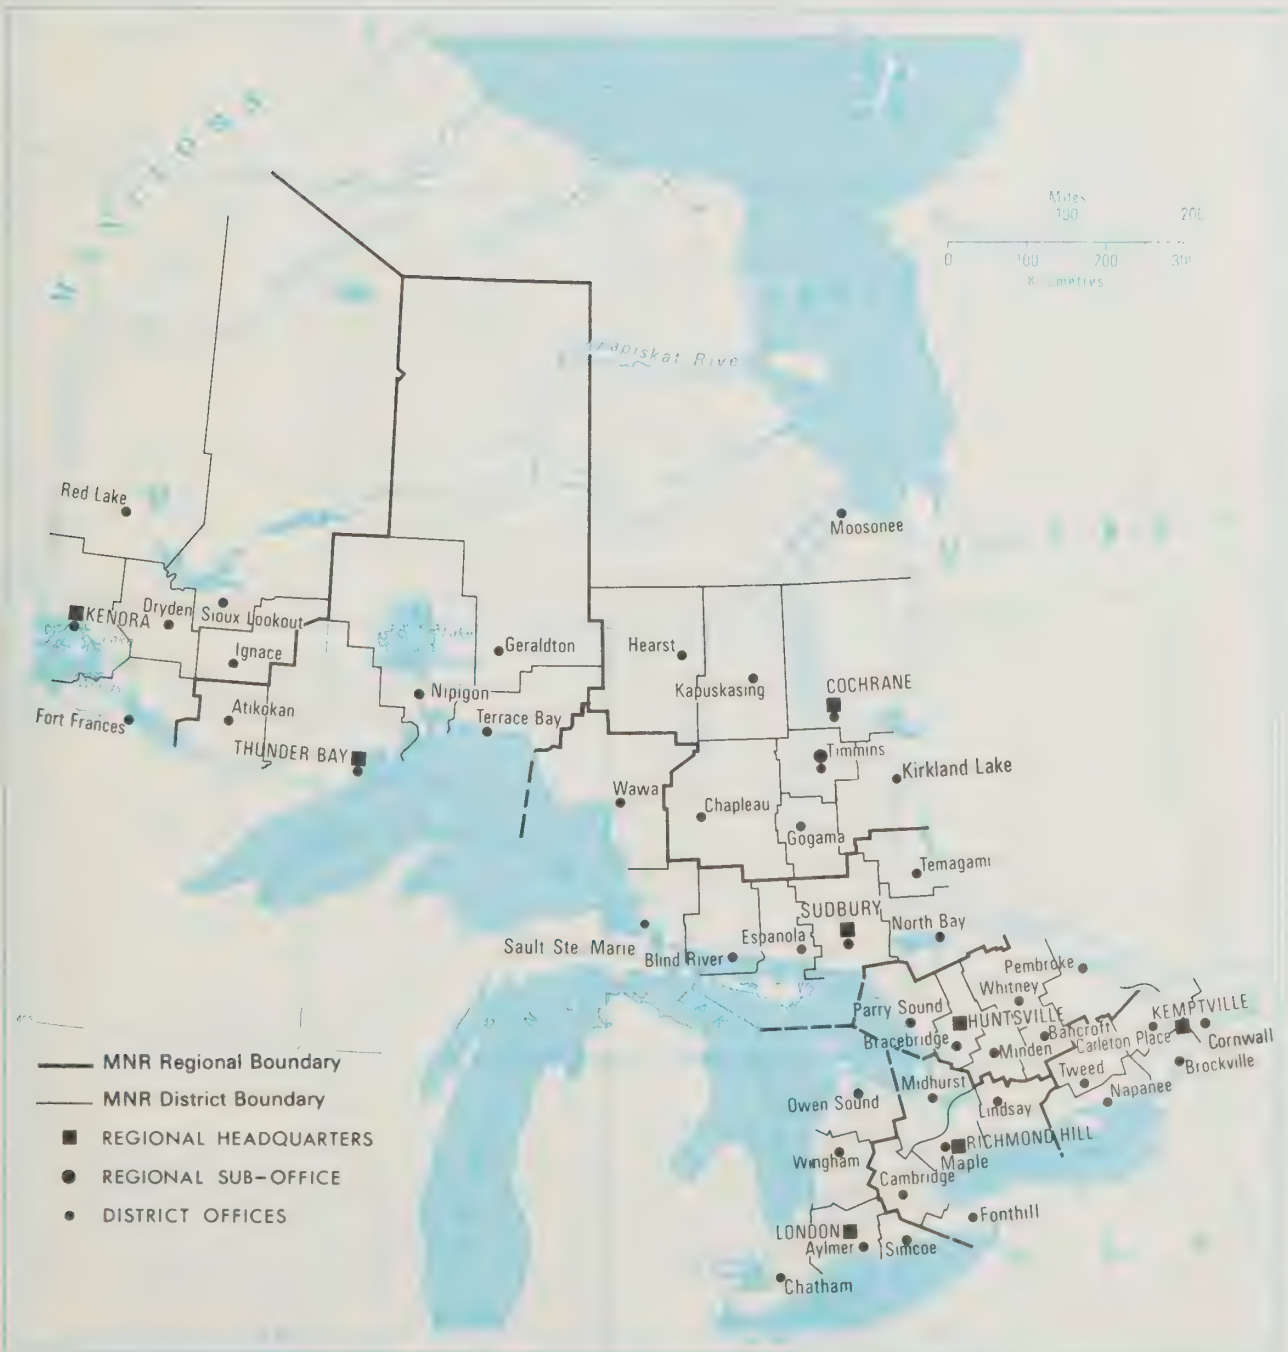 Miles
100 200
0 100 200
Kilometres
Red Lake
Moosonee
KENORA
Dryden
Sioux Lookout
Ignace
Geraldton
Hearst
Kapuskasing
COCHRANE
Nipigon
Fort Frances
Atikokan
Terrace Bay
THUNDER BAY
Timmins
Kirkland Lake
Wawa
Chapleau
Gogama
Temagami
SUDBURY
North Bay
Espanola
Sault Ste Marie
Blind River
Pembroke
Whitney
Parry Sound
HUNTSVILLE
KEMPTVILLE
Bancroft
Carleton Place
Cornwall
Bracebridge
Minden
Brockville
Tweed
Midhurst
Napanee
Owen Sound
Lindsay
RICHMOND HILL
Maple
Wingham
Cambridge
Fonthill
LONDON
Aylmer
Simcoe
Chatham
MNR Regional Boundary
MNR District Boundary
REGIONAL HEADQUARTERS
REGIONAL SUB-OFFICE
DISTRICT OFFICES